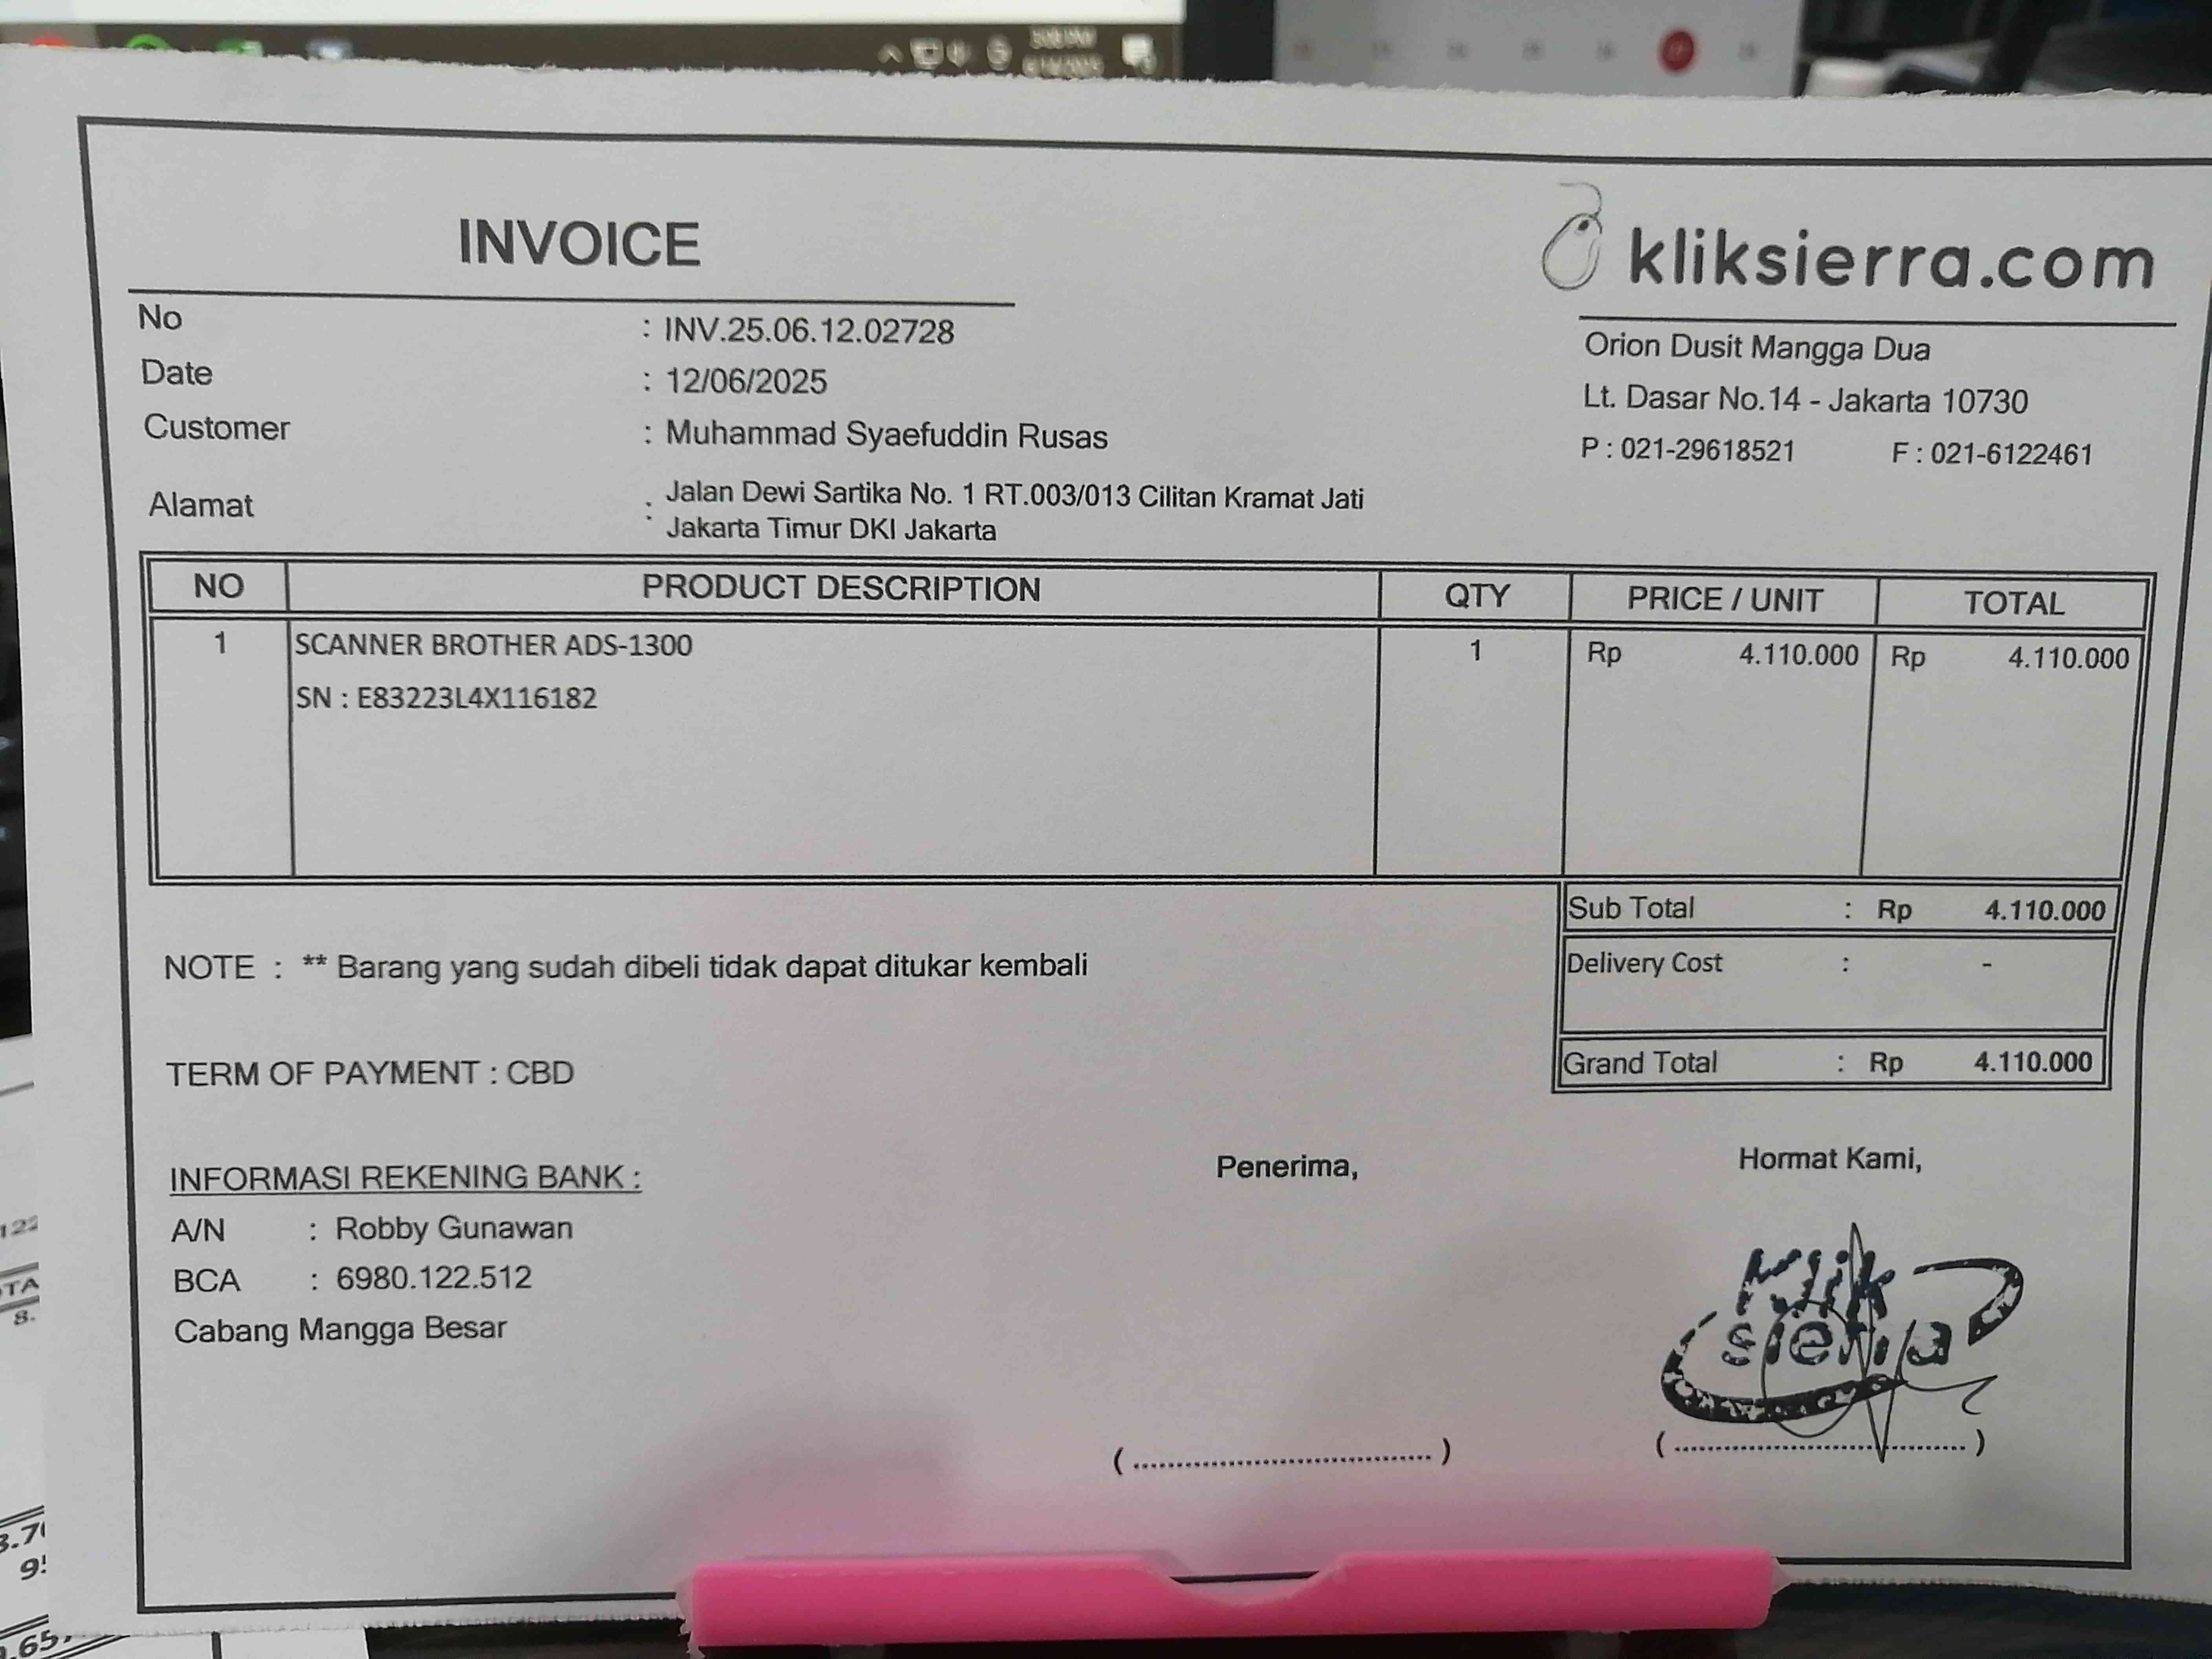 INVOICE
kliksierra.com
No : INV.25.06.12.02728
Date : 12/06/2025
Customer : Muhammad Syaefuddin Rusas
Alamat : Jalan Dewi Sartika No. 1 RT.003/013 Cilitan Kramat Jati
Jakarta Timur DKI Jakarta
Orion Dusit Mangga Dua
Lt. Dasar No.14 - Jakarta 10730
P : 021-29618521 F : 021-6122461
NO PRODUCT DESCRIPTION QTY PRICE / UNIT TOTAL
1 SCANNER BROTHER ADS-1300 1 Rp 4.110.000 Rp 4.110.000
SN : E83223L4X116182
Sub Total : Rp 4.110.000
Delivery Cost : -
Grand Total : Rp 4.110.000
NOTE : ** Barang yang sudah dibeli tidak dapat ditukar kembali
TERM OF PAYMENT : CBD
INFORMASI REKENING BANK :
A/N : Robby Gunawan
BCA : 6980.122.512
Cabang Mangga Besar
Penerima,
(..............................)
Hormat Kami,
Klik
sierra
(..............................)